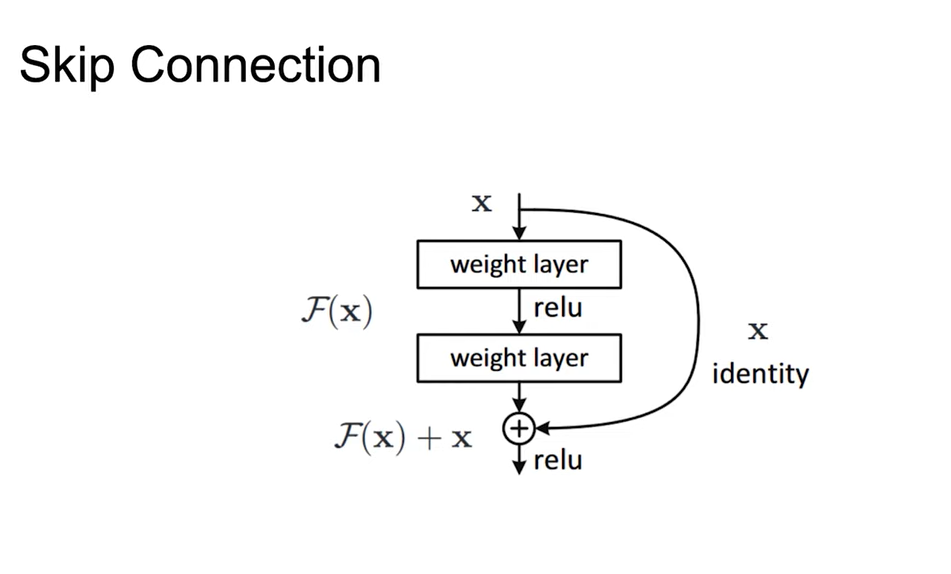 Skip Connection
x
weight layer
F(x)
relu
x
weight layer
identity
F(x) + x
+
relu